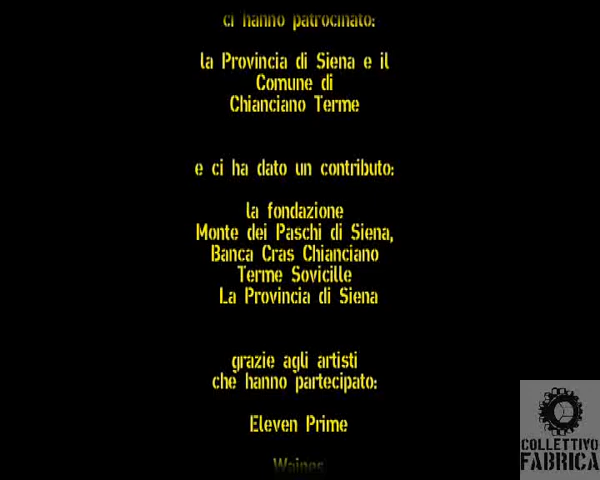 ci hanno patrocinato:
la Provincia di Siena e il
Comune di
Chianciano Terme
e ci ha dato un contributo:
la fondazione
Monte dei Paschi di Siena,
Banca Cras Chianciano
Terme Sovicille
La Provincia di Siena
grazie agli artisti
che hanno partecipato:
Eleven Prime
Waines
COLLETTIVO
FABRICA